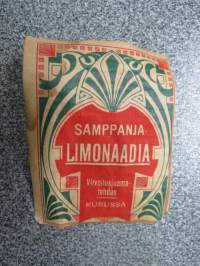 SAMPPANJA
LIMONAADIA
Virvoitusjuoma-
tehdas
KURUSSA